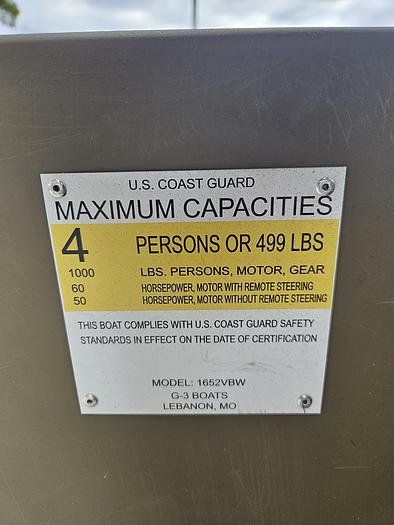 U.S. COAST GUARD
MAXIMUM CAPACITIES
4 PERSONS OR 499 LBS
1000 LBS. PERSONS, MOTOR, GEAR
60 HORSEPOWER, MOTOR WITH REMOTE STEERING
50 HORSEPOWER, MOTOR WITHOUT REMOTE STEERING
THIS BOAT COMPLIES WITH U.S. COAST GUARD SAFETY
STANDARDS IN EFFECT ON THE DATE OF CERTIFICATION
MODEL: 1652VBW
G-3 BOATS
LEBANON, MO